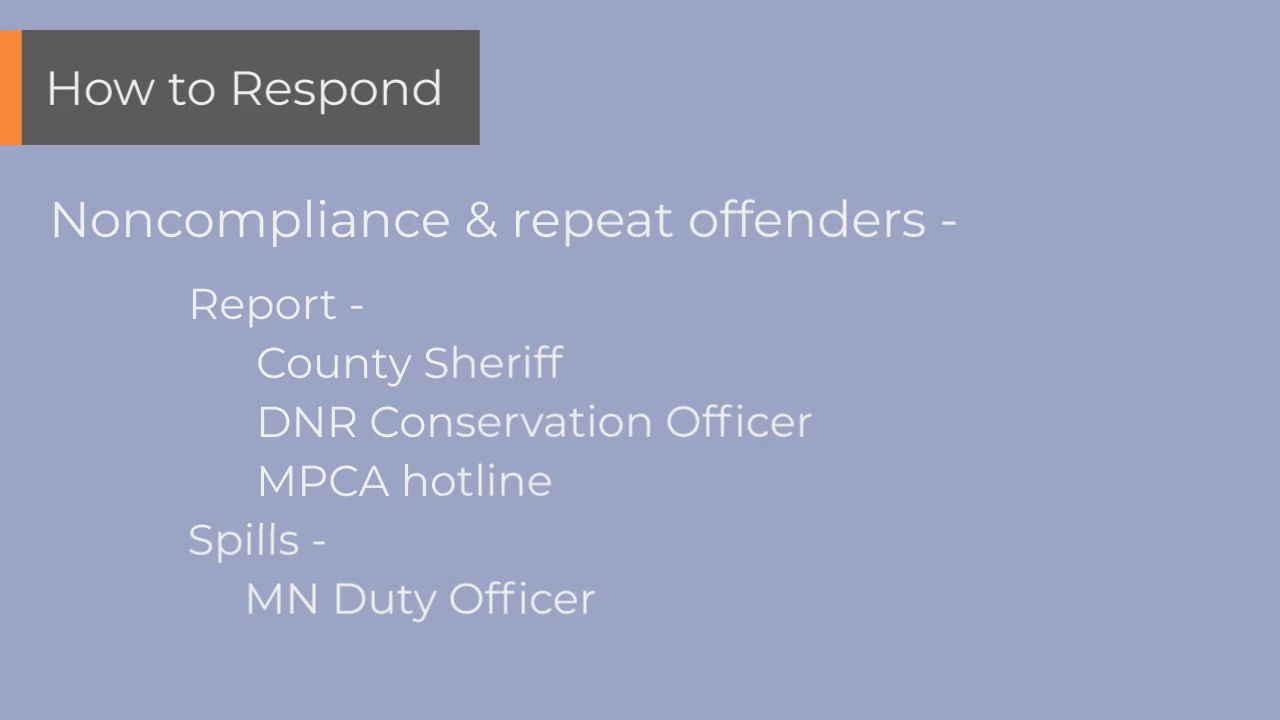 How to Respond
Noncompliance & repeat offenders -
Report -
County Sheriff
DNR Conservation Officer
MPCA hotline
Spills -
MN Duty Officer